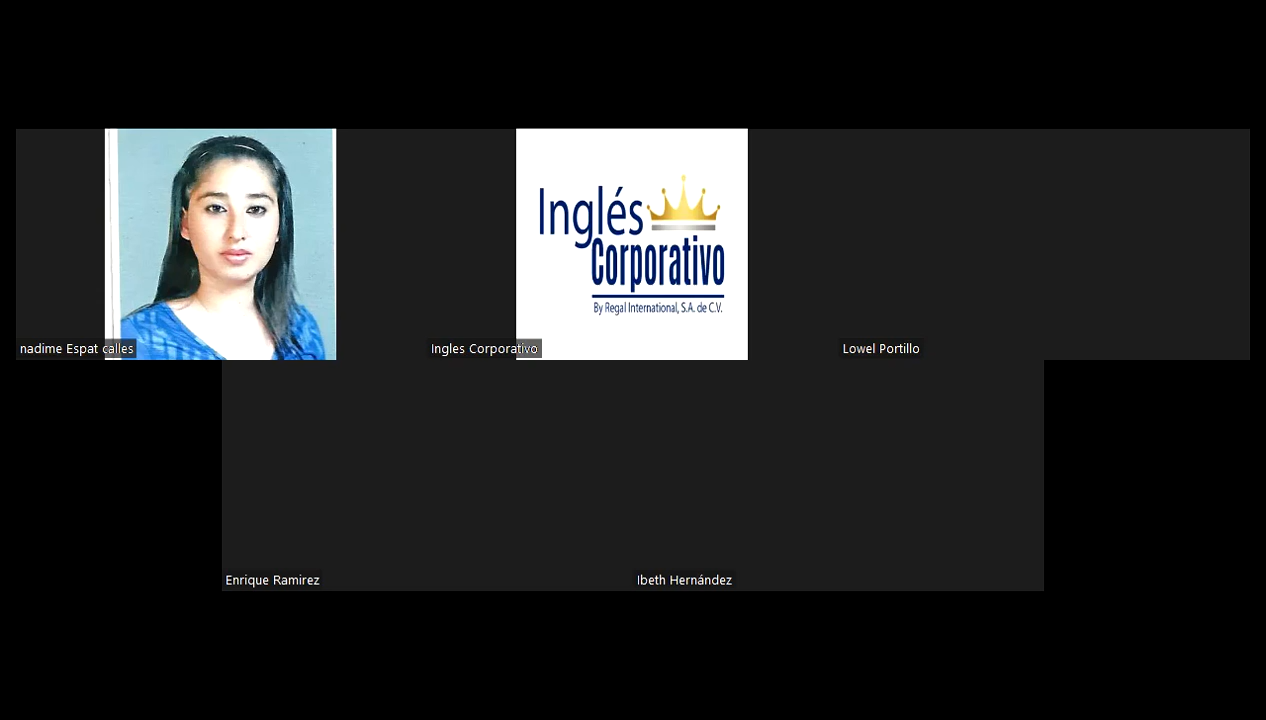 Inglés
Corporativo
By Regal International, S.A. de C.V.
nadime Espat calles
Ingles Corporativo
Lowel Portillo
Enrique Ramirez
Ibeth Hernández